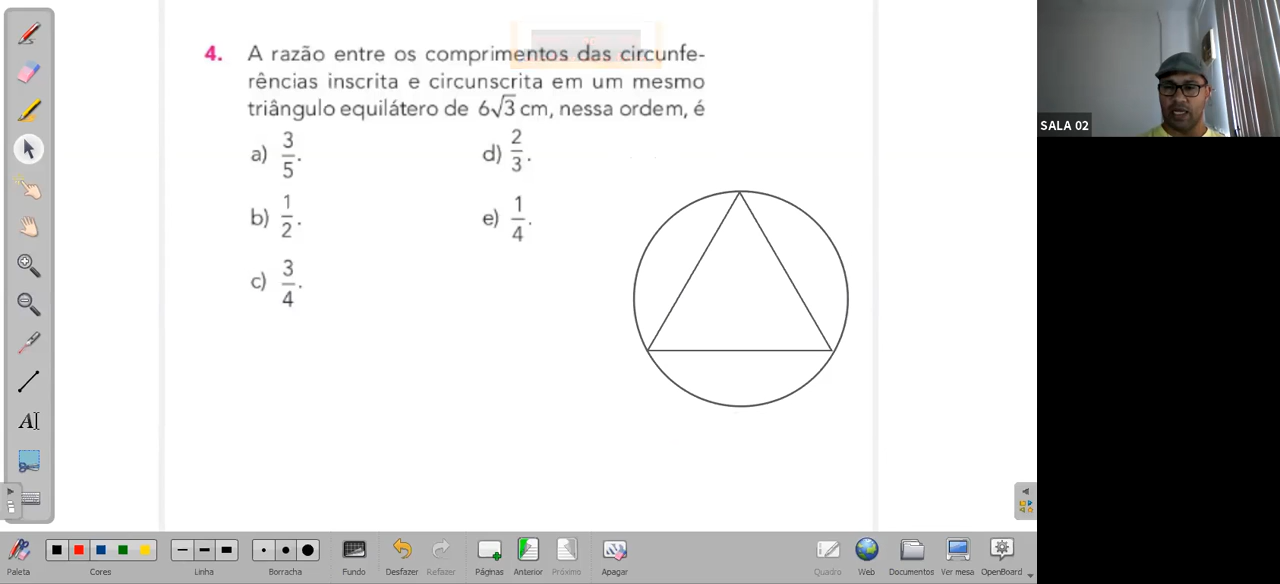 4. A razão entre os comprimentos das circunfe-
rências inscrita e circunscrita em um mesmo
triângulo equilátero de 6√3 cm, nessa ordem, é
a) 3/5.
d) 2/3.
b) 1/2.
e) 1/4.
c) 3/4.
SALA 02
A
Paleta
Cores
Linha
Borracha
Fundo
Desfazer
Refazer
Páginas
Anterior
Próximo
Apagar
Quadro
Web
Documentos
Ver mesa
OpenBoard